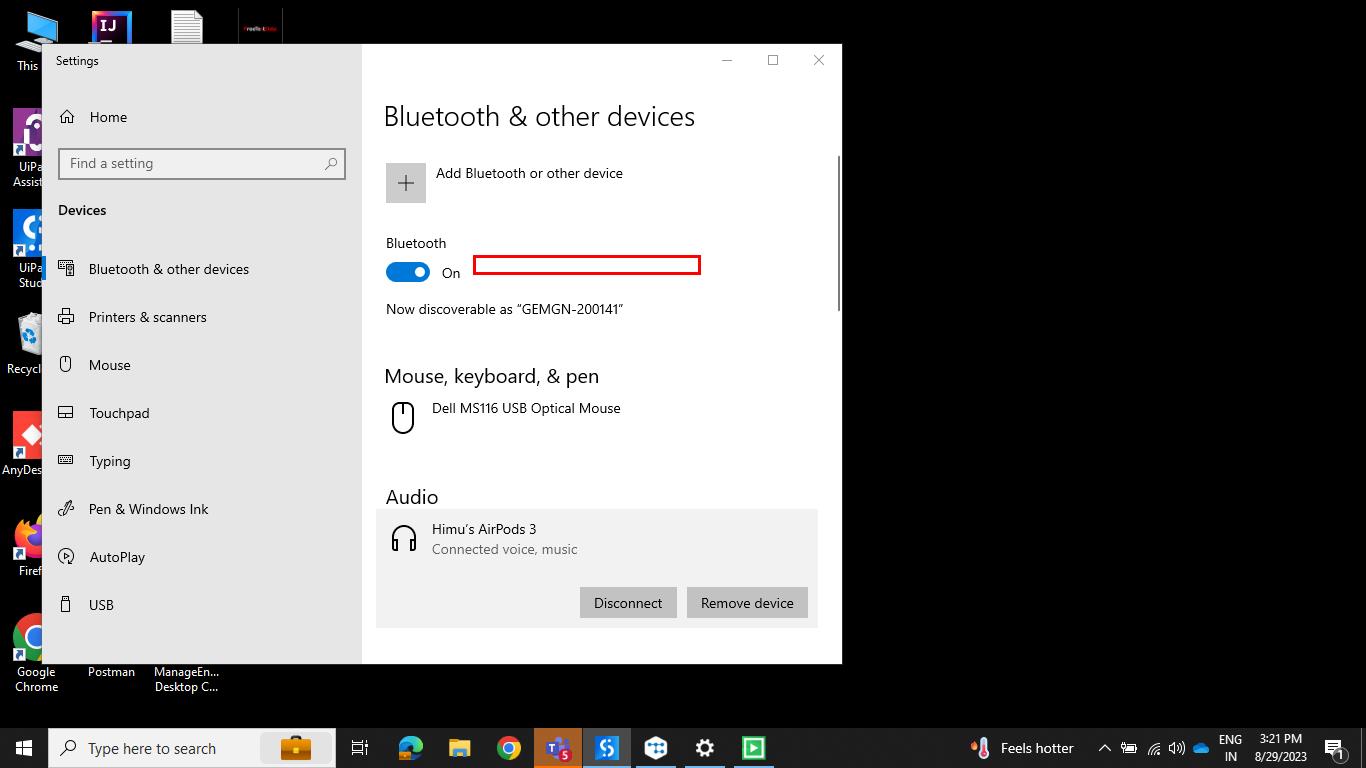 This
Settings
Home
Find a setting
Devices
Bluetooth & other devices
Printers & scanners
Mouse
Touchpad
Typing
Pen & Windows Ink
AutoPlay
USB
Bluetooth & other devices
Add Bluetooth or other device
Bluetooth
On
Now discoverable as “GEMGN-200141”
Mouse, keyboard, & pen
Dell MS116 USB Optical Mouse
Audio
Himu’s AirPods 3
Connected voice, music
Disconnect Remove device
IJ
UiPa
Assist
UiPa
Stud
Recycl
AnyDes
Firef
Google
Chrome
Postman
ManageEn...
Desktop C...
Type here to search
5
Feels hotter
ENG
IN
3:21 PM
8/29/2023
1